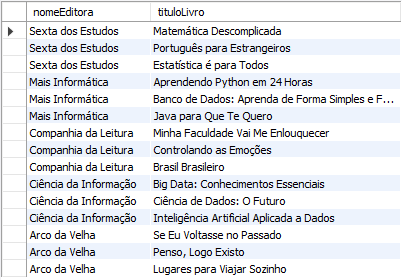 nomeEditora tituloLivro
Sexta dos Estudos Matemática Descomplicada
Sexta dos Estudos Português para Estrangeiros
Sexta dos Estudos Estatística é para Todos
Mais Informática Aprendendo Python em 24 Horas
Mais Informática Banco de Dados: Aprenda de Forma Simples e F...
Mais Informática Java para Que Te Quero
Companhia da Leitura Minha Faculdade Vai Me Enlouquecer
Companhia da Leitura Controlando as Emoções
Companhia da Leitura Brasil Brasileiro
Ciência da Informação Big Data: Conhecimentos Essenciais
Ciência da Informação Ciência de Dados: O Futuro
Ciência da Informação Inteligência Artificial Aplicada a Dados
Arco da Velha Se Eu Voltasse no Passado
Arco da Velha Penso, Logo Existo
Arco da Velha Lugares para Viajar Sozinho